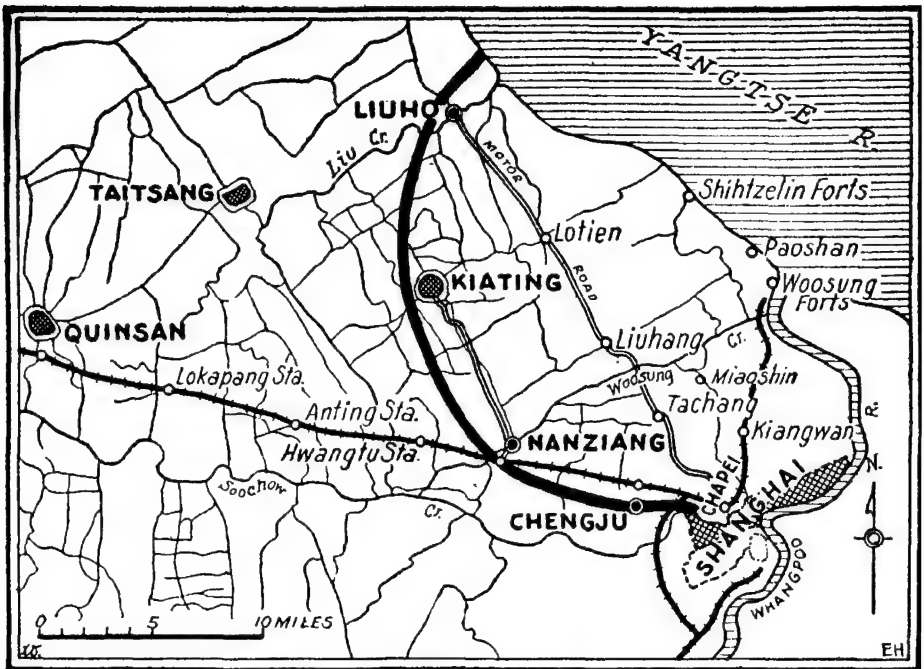 YANGTSE R.
LIUHO
Liu Cr.
MOTOR
ROAD
TAITSANG
Shihtzelin Forts
Lotien
Paoshan
KIATING
Woosung
Forts
QUINSAN
Liuhang
Cr.
Woosung
Miaoshin
Lokapang Sta.
Tachang
Anting Sta.
Kiangwan
R.
Hwangtu Sta.
NANZIANG
N.
Soochow
Cr.
CHENGJU
CHAPEI
SHANGHAI
WHANGPOO
0 5 10 MILES
EH